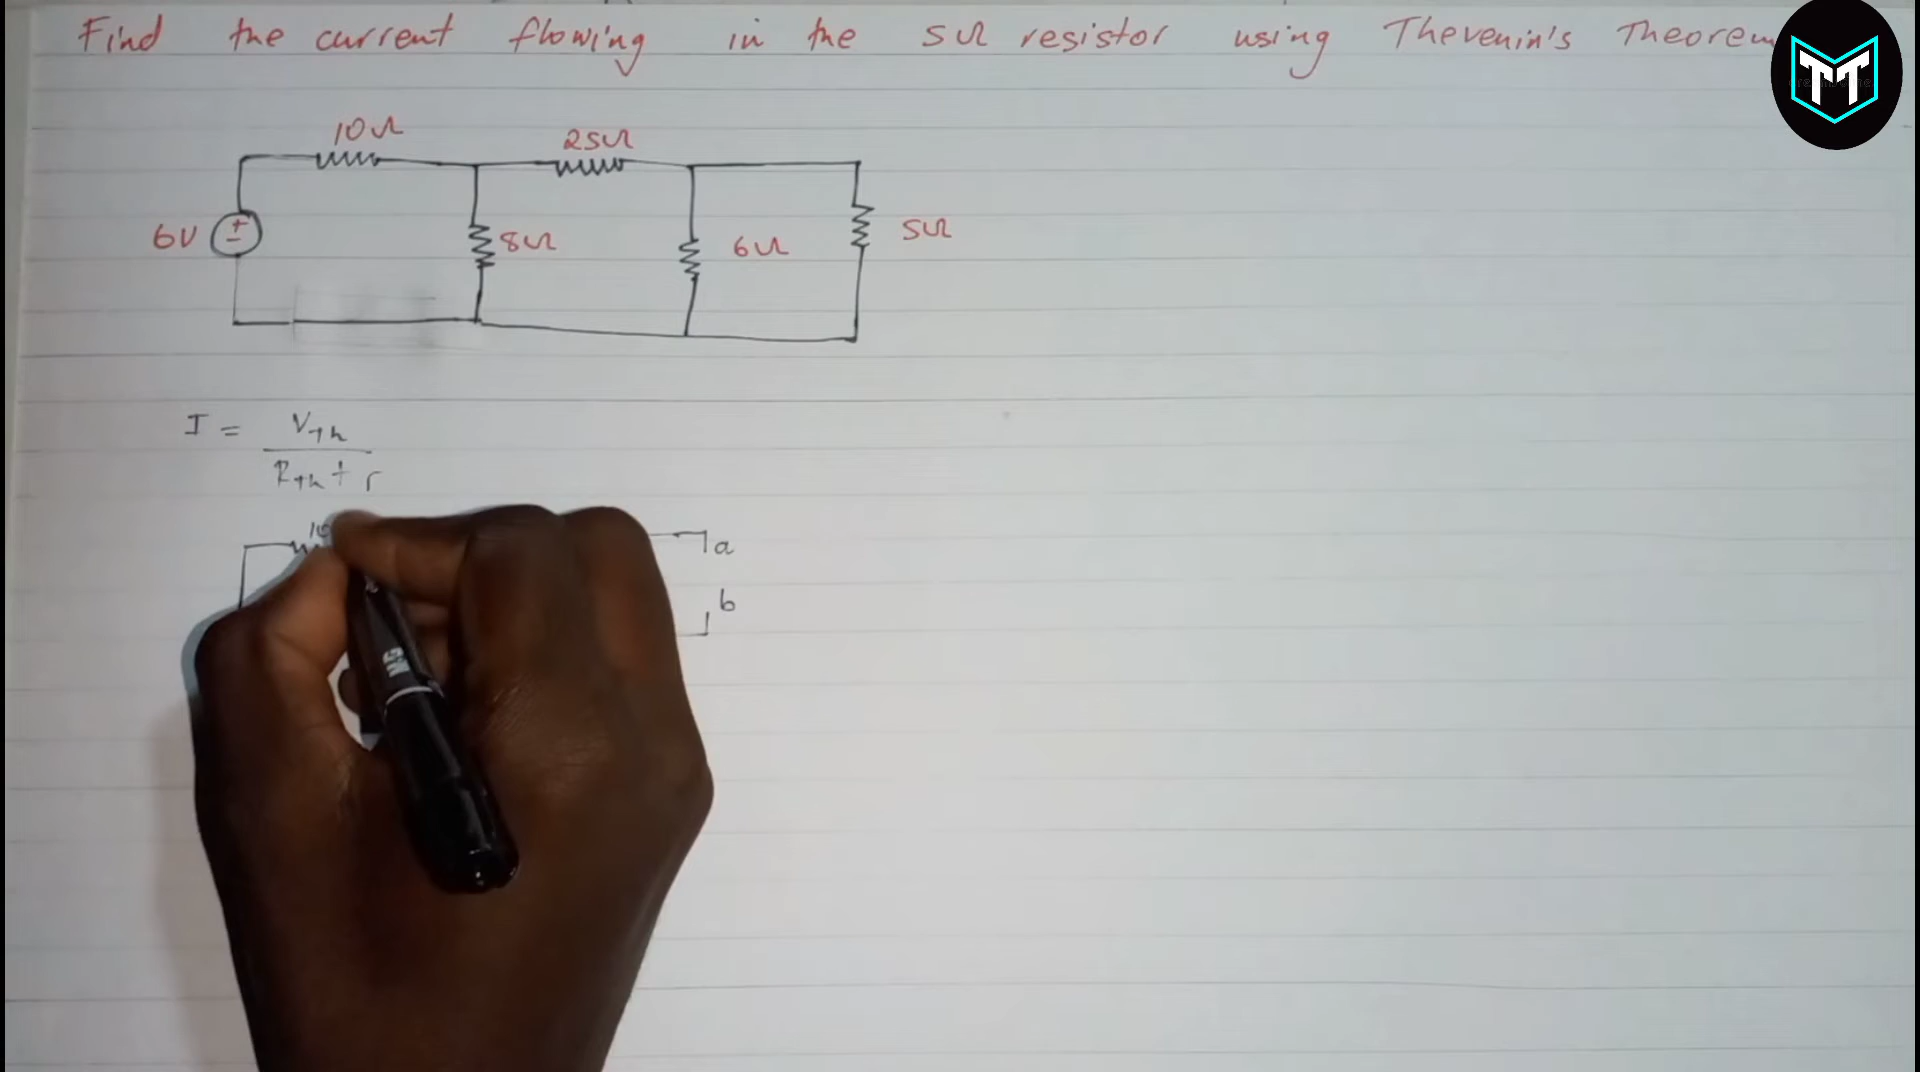 Find the current flowing in the 5Ω resistor using Thevenin's Theorem
10Ω
25Ω
6V
+
-
8Ω
6Ω
5Ω
I = VTh
RTh + r
10
a
b